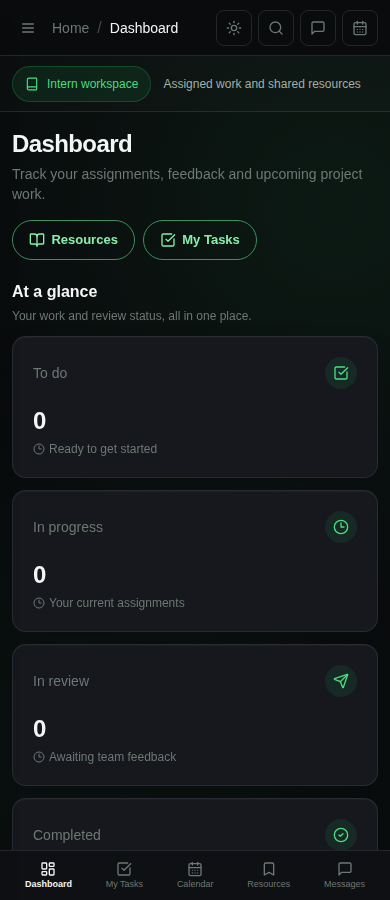 Home / Dashboard
Intern workspace
Assigned work and shared resources
Dashboard
Track your assignments, feedback and upcoming project
work.
Resources
My Tasks
At a glance
Your work and review status, all in one place.
To do
0
Ready to get started
In progress
0
Your current assignments
In review
0
Awaiting team feedback
Completed
Dashboard
My Tasks
Calendar
Resources
Messages